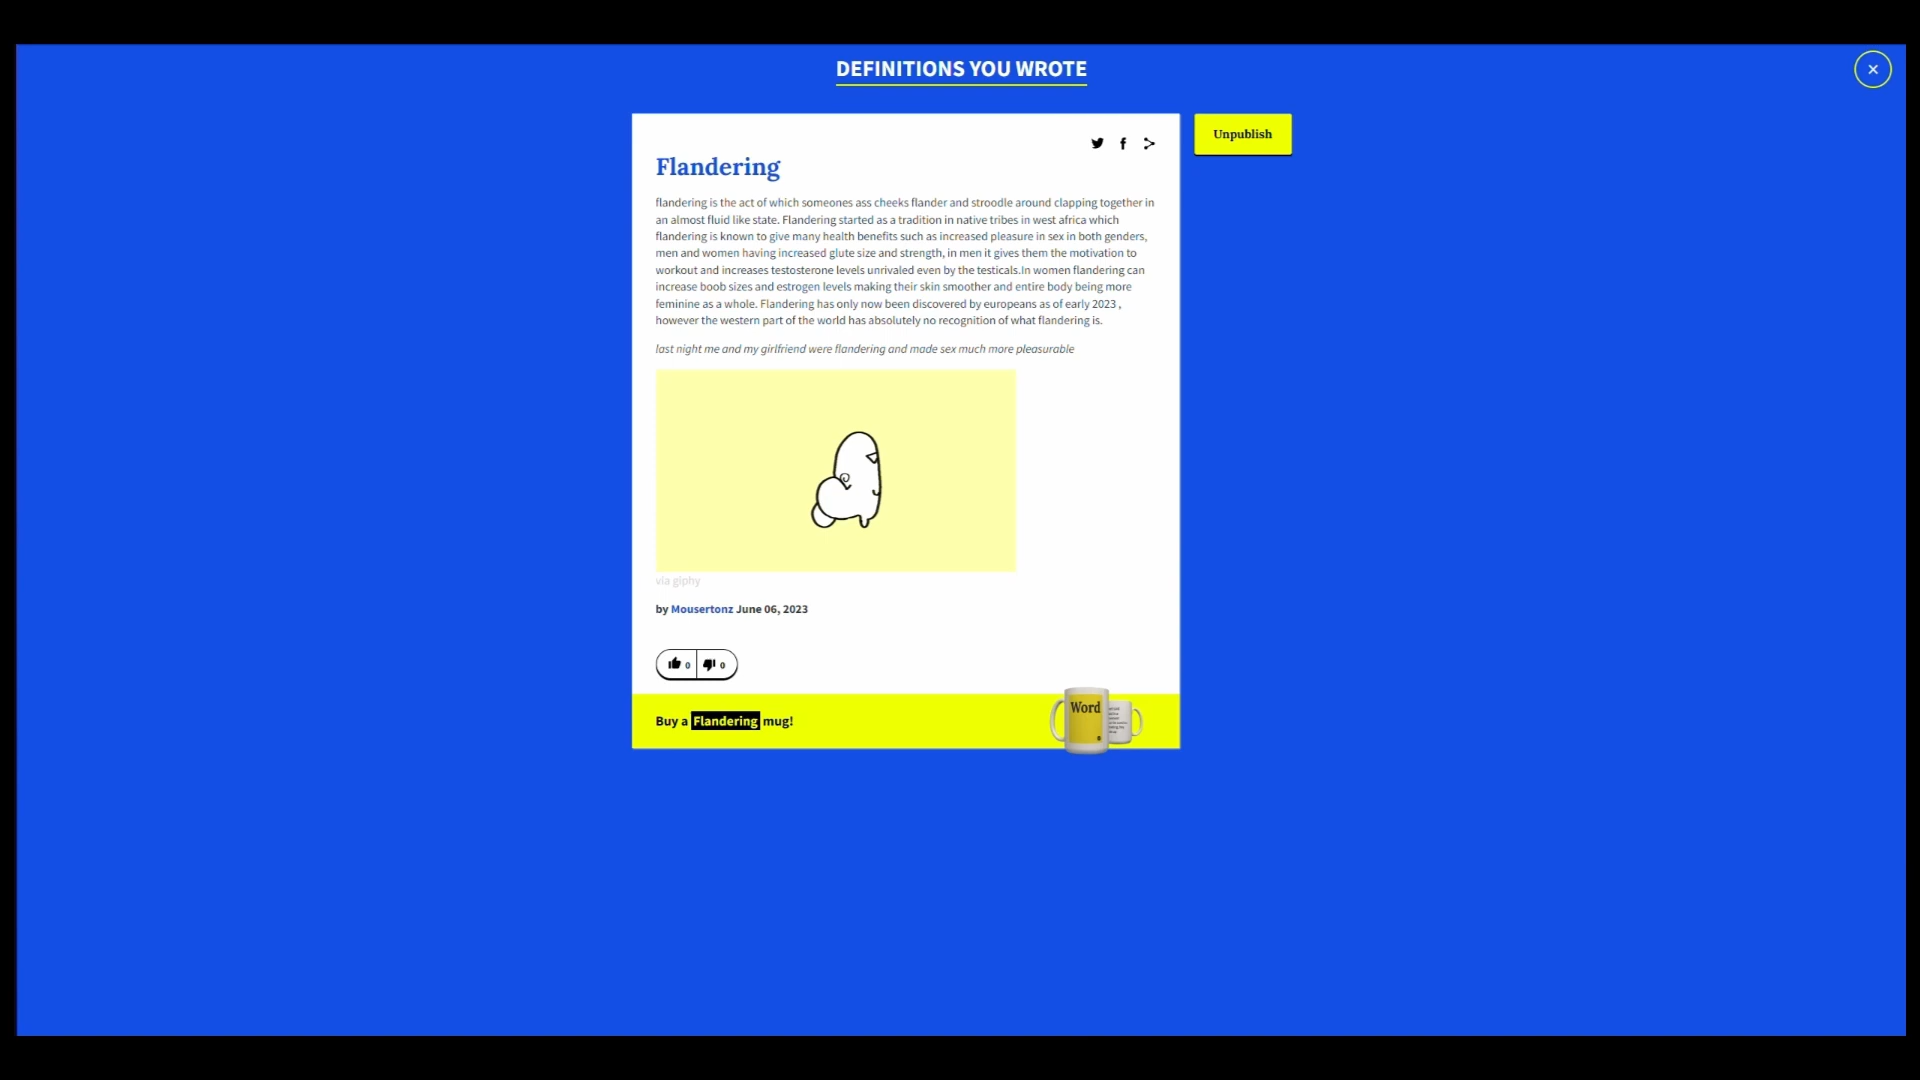 DEFINITIONS YOU WROTE
Unpublish
Flandering
flandering is the act of which someones ass cheeks flander and stroodle around clapping together in
an almost fluid like state. Flandering started as a tradition in native tribes in west africa which
flandering is known to give many health benefits such as increased pleasure in sex in both genders,
men and women having increased glute size and strength, in men it gives them the motivation to
workout and increases testosterone levels unrivaled even by the testicals.In women flandering can
increase boob sizes and estrogen levels making their skin smoother and entire body being more
feminine as a whole. Flandering has only now been discovered by europeans as of early 2023 ,
however the western part of the world has absolutely no recognition of what flandering is.
last night me and my girlfriend were flandering and made sex much more pleasurable
via giphy
by Mousertonz June 06, 2023
0 0
Buy a Flandering mug!
Word